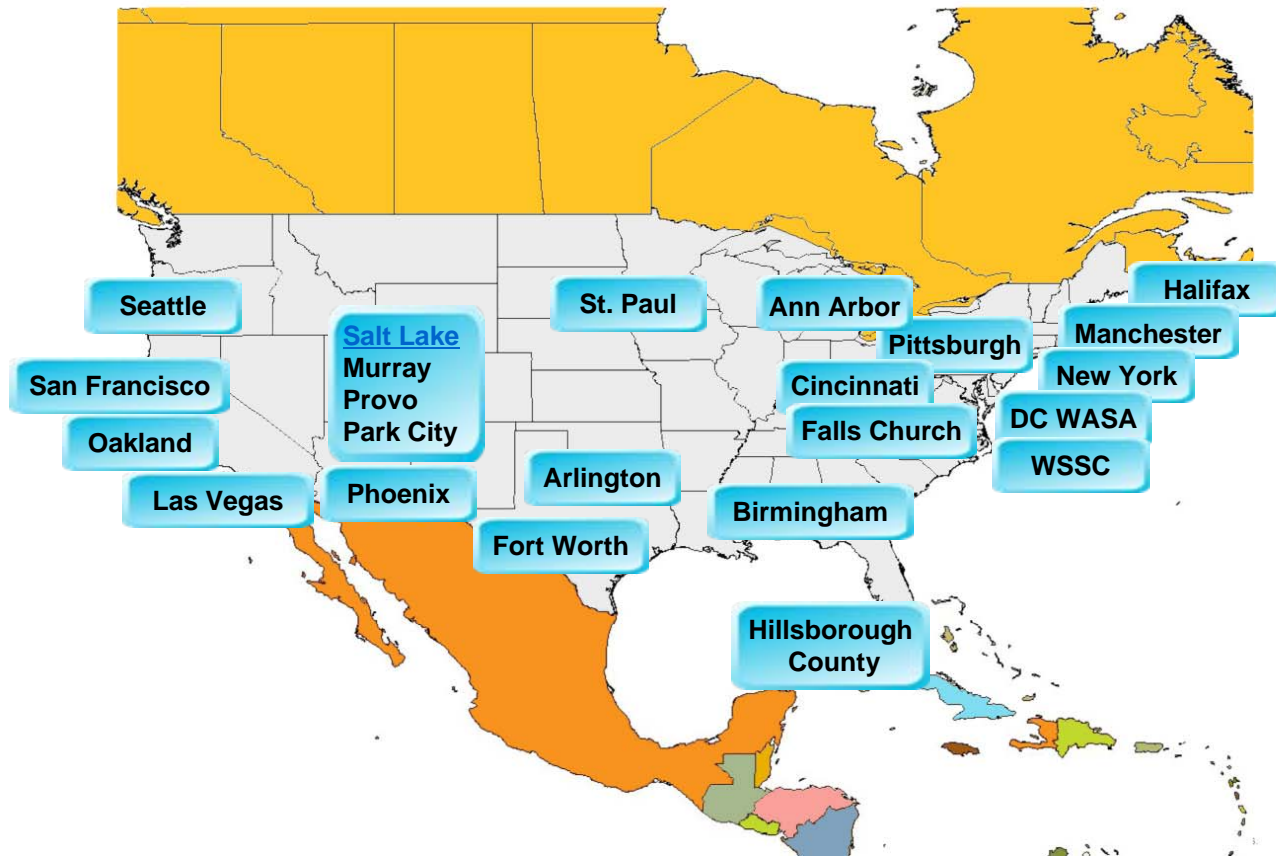 Seattle
St. Paul
Ann Arbor
Halifax
Salt Lake
Murray
Provo
Park City
Pittsburgh
Manchester
San Francisco
Cincinnati
New York
Oakland
Falls Church
DC WASA
WSSC
Las Vegas
Phoenix
Arlington
Birmingham
Fort Worth
Hillsborough
County